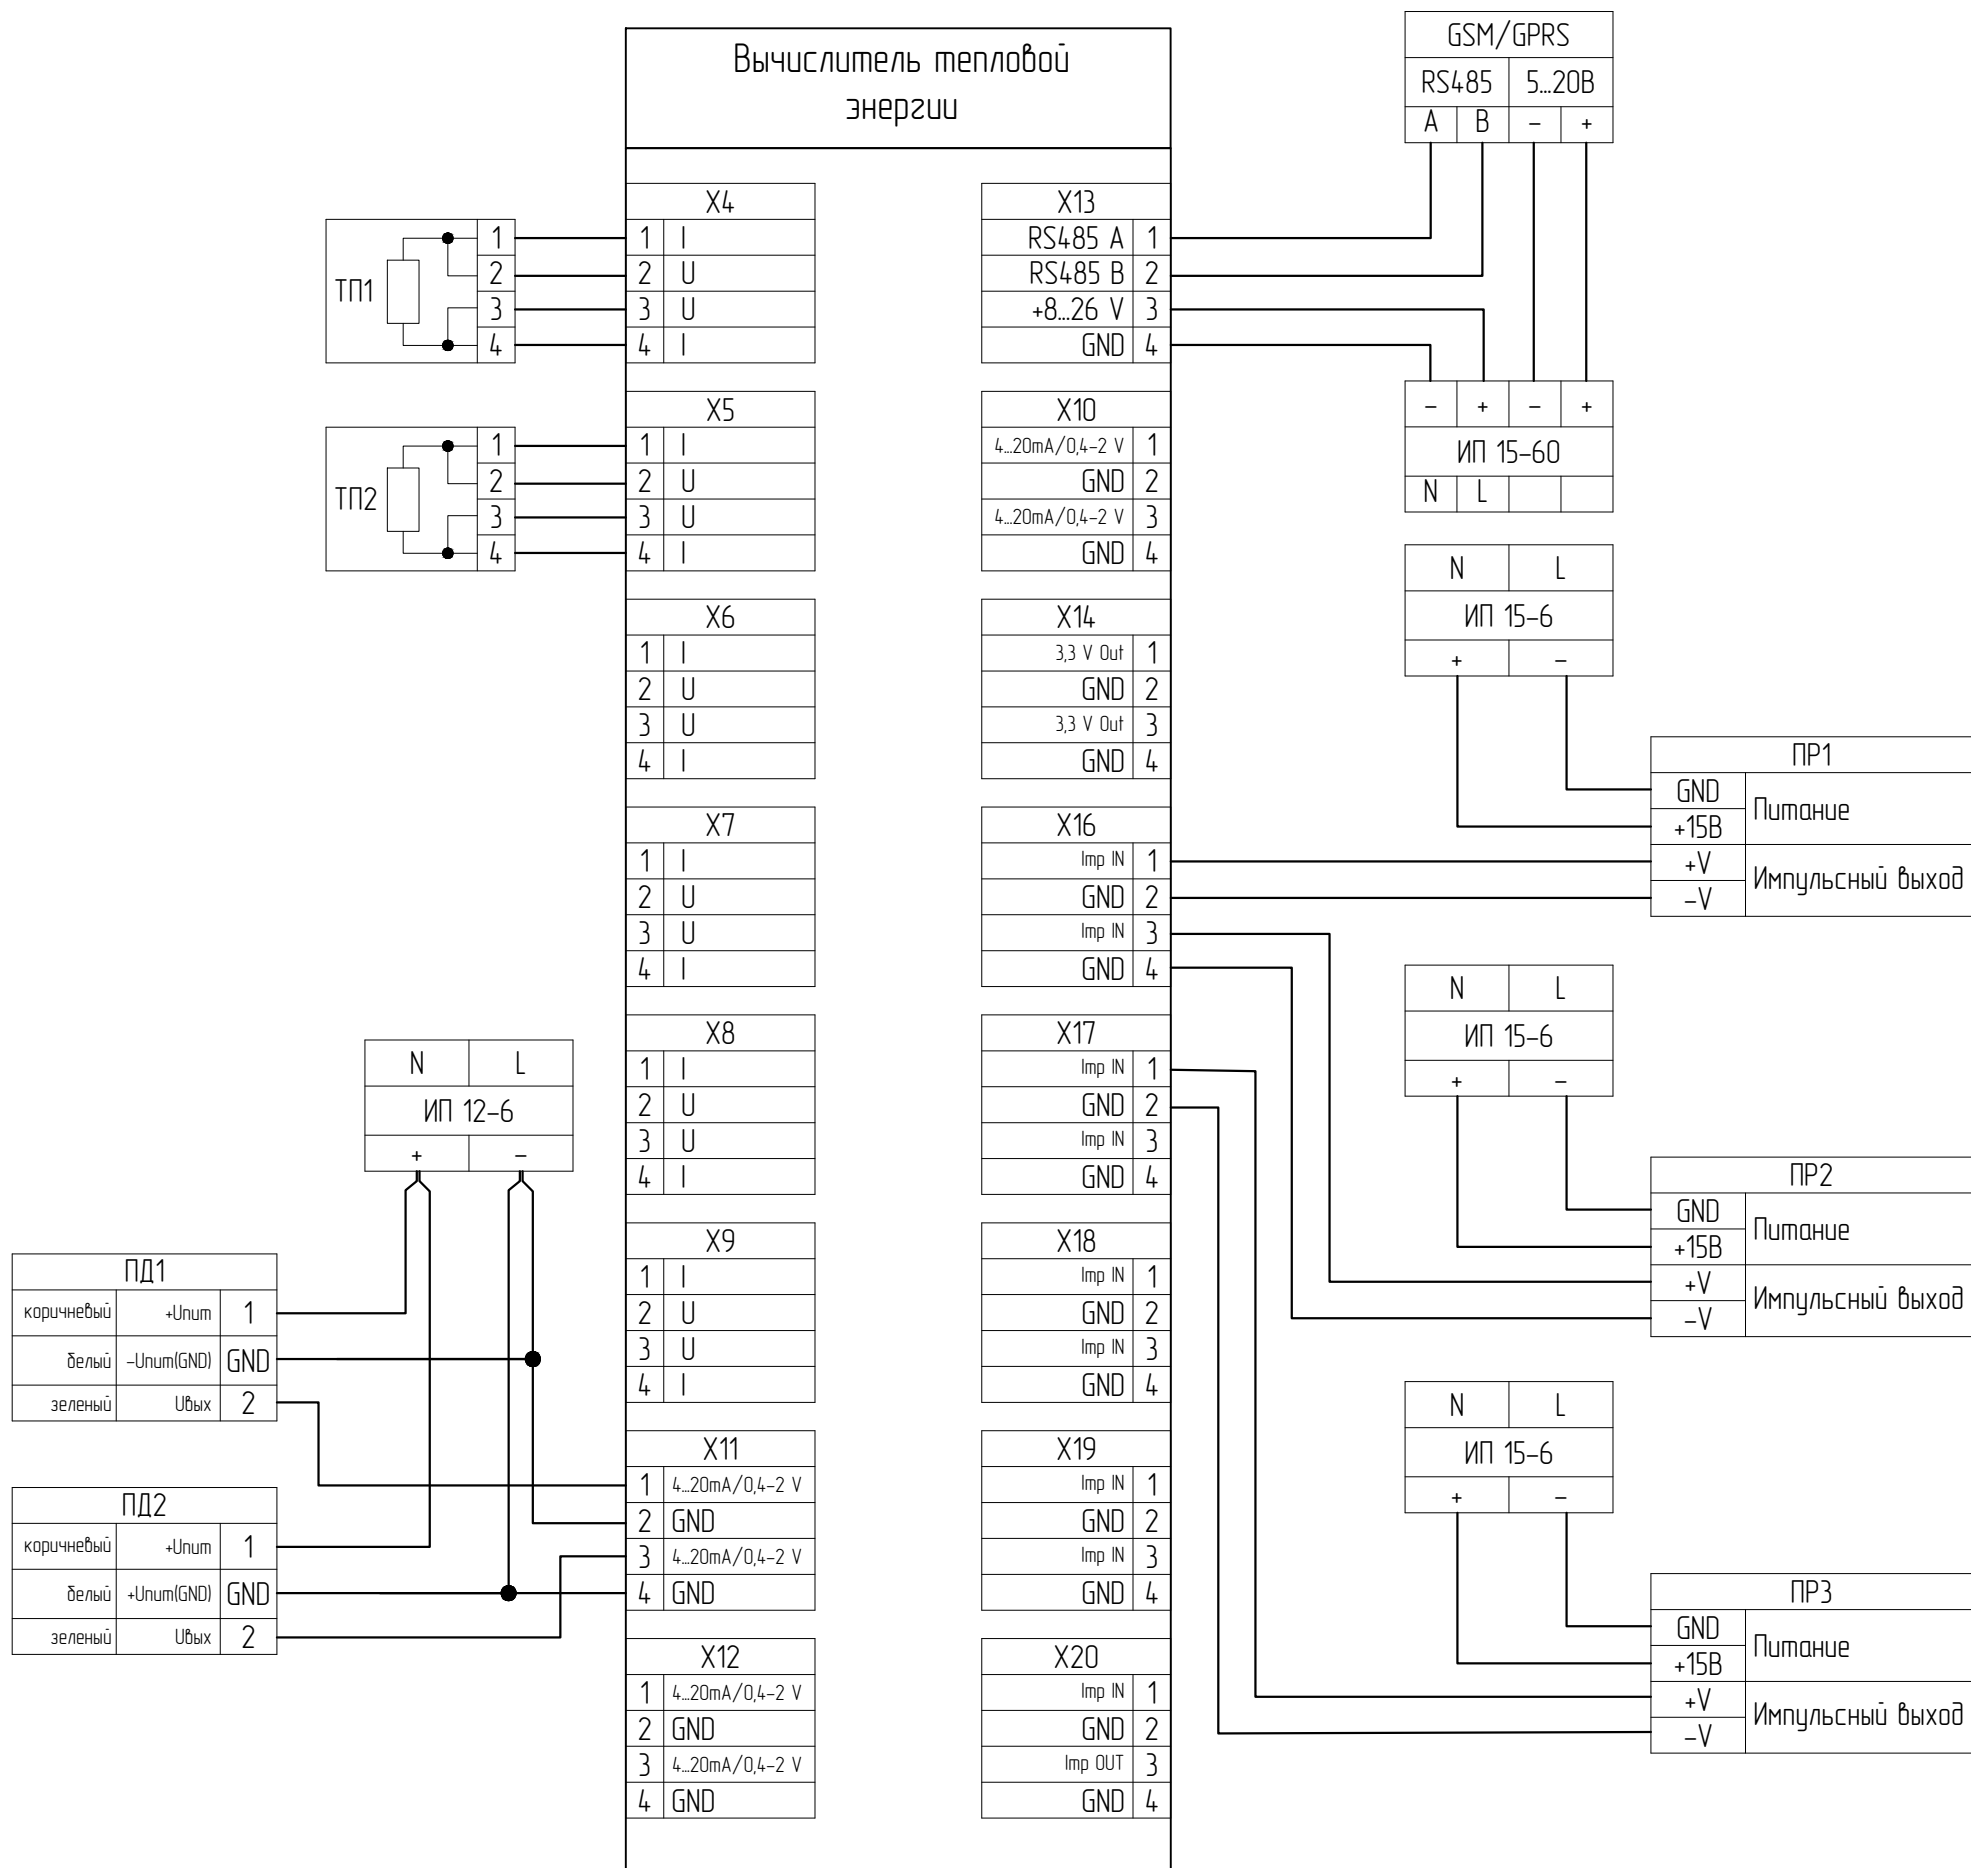 Вычислитель тепловой
энергии
GSM/GPRS
RS485 5...20В
A B – +
ТП1
1
2
3
4
X4
1 I
2 U
3 U
4 I
ТП2
1
2
3
4
X5
1 I
2 U
3 U
4 I
X6
1 I
2 U
3 U
4 I
X7
1 I
2 U
3 U
4 I
X8
1 I
2 U
3 U
4 I
N L
ИП 12-6
+ –
X9
1 I
2 U
3 U
4 I
ПД1
коричневый +Uпит 1
белый –Uпит(GND) GND
зеленый Uвых 2
ПД2
коричневый +Uпит 1
белый +Uпит(GND) GND
зеленый Uвых 2
X11
1 4...20mA/0,4-2 V
2 GND
3 4...20mA/0,4-2 V
4 GND
X12
1 4...20mA/0,4-2 V
2 GND
3 4...20mA/0,4-2 V
4 GND
X13
RS485 A 1
RS485 B 2
+8...26 V 3
GND 4
X10
4...20mA/0,4-2 V 1
GND 2
4...20mA/0,4-2 V 3
GND 4
X14
3,3 V Out 1
GND 2
3,3 V Out 3
GND 4
X16
Imp IN 1
GND 2
Imp IN 3
GND 4
X17
Imp IN 1
GND 2
Imp IN 3
GND 4
X18
Imp IN 1
GND 2
Imp IN 3
GND 4
X19
Imp IN 1
GND 2
Imp IN 3
GND 4
X20
Imp IN 1
GND 2
Imp OUT 3
GND 4
– + – +
ИП 15-60
N L
N L
ИП 15-6
+ –
ПР1
GND
+15В
Питание
+V
–V
Импульсный выход
N L
ИП 15-6
+ –
ПР2
GND
+15В
Питание
+V
–V
Импульсный выход
N L
ИП 15-6
+ –
ПР3
GND
+15В
Питание
+V
–V
Импульсный выход